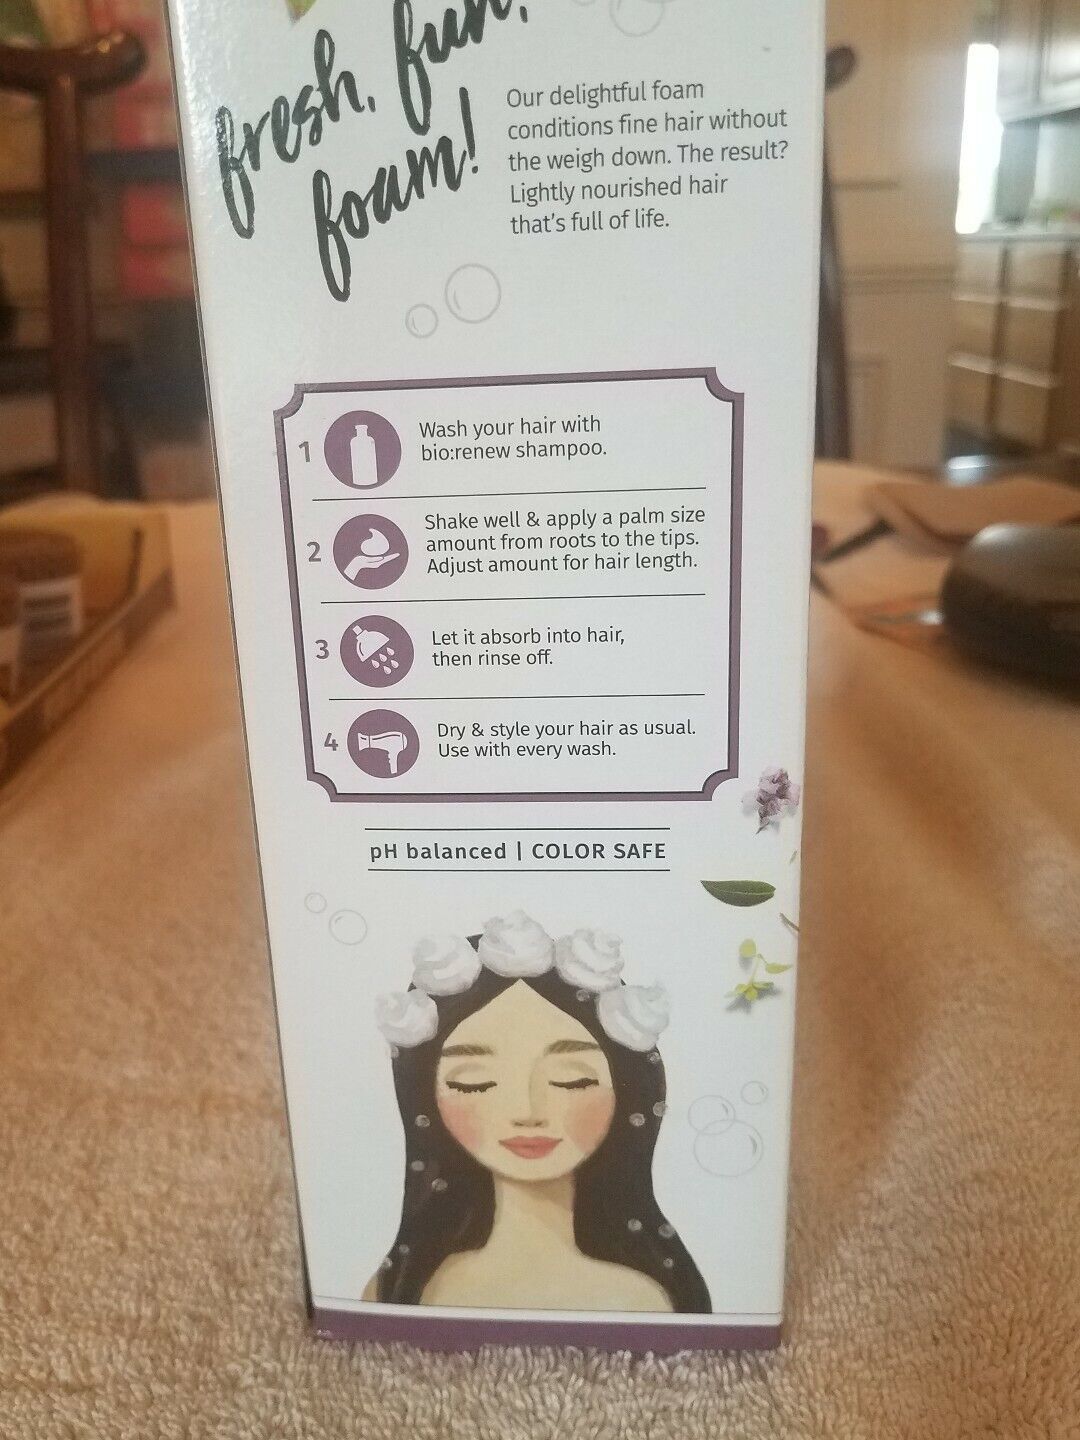 fresh, fun,
foam!
Our delightful foam
conditions fine hair without
the weigh down. The result?
Lightly nourished hair
that's full of life.
1
Wash your hair with
bio:renew shampoo.
2
Shake well & apply a palm size
amount from roots to the tips.
Adjust amount for hair length.
3
Let it absorb into hair,
then rinse off.
4
Dry & style your hair as usual.
Use with every wash.
pH balanced | COLOR SAFE